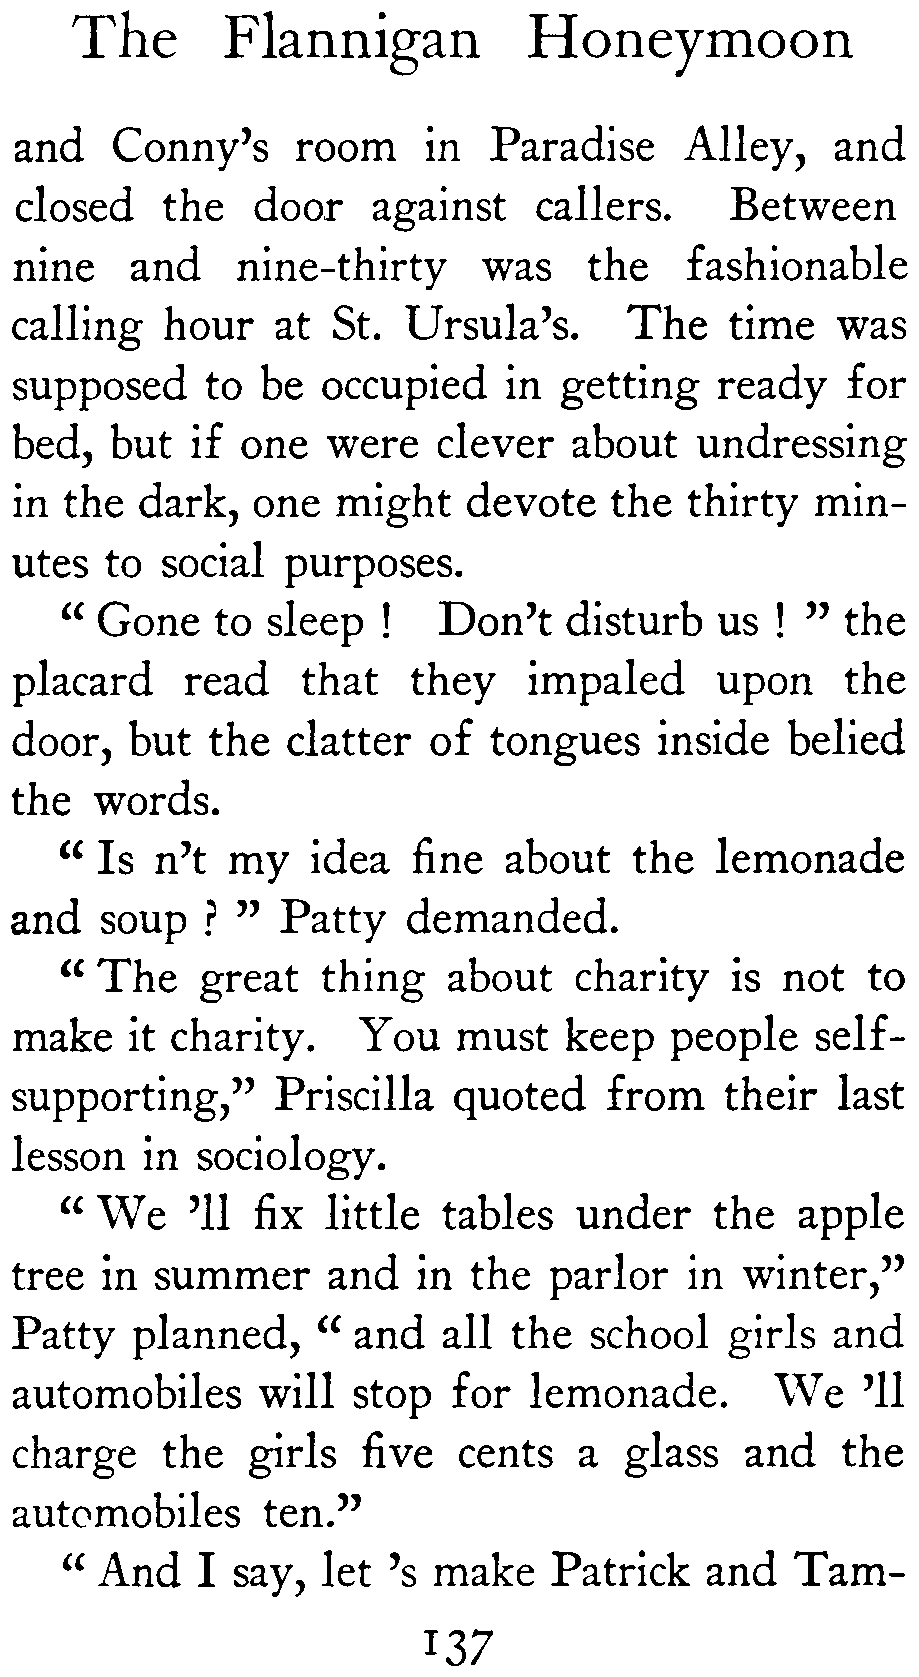 The Flannigan Honeymoon
and Conny's room in Paradise Alley, and
closed the door against callers. Between
nine and nine-thirty was the fashionable
calling hour at St. Ursula's. The time was
supposed to be occupied in getting ready for
bed, but if one were clever about undressing
in the dark, one might devote the thirty min-
utes to social purposes.
“ Gone to sleep ! Don't disturb us ! ” the
placard read that they impaled upon the
door, but the clatter of tongues inside belied
the words.
“ Is n't my idea fine about the lemonade
and soup ? ” Patty demanded.
“ The great thing about charity is not to
make it charity. You must keep people self-
supporting,” Priscilla quoted from their last
lesson in sociology.
“ We 'll fix little tables under the apple
tree in summer and in the parlor in winter,”
Patty planned, “ and all the school girls and
automobiles will stop for lemonade. We 'll
charge the girls five cents a glass and the
automobiles ten.”
“ And I say, let 's make Patrick and Tam-
137